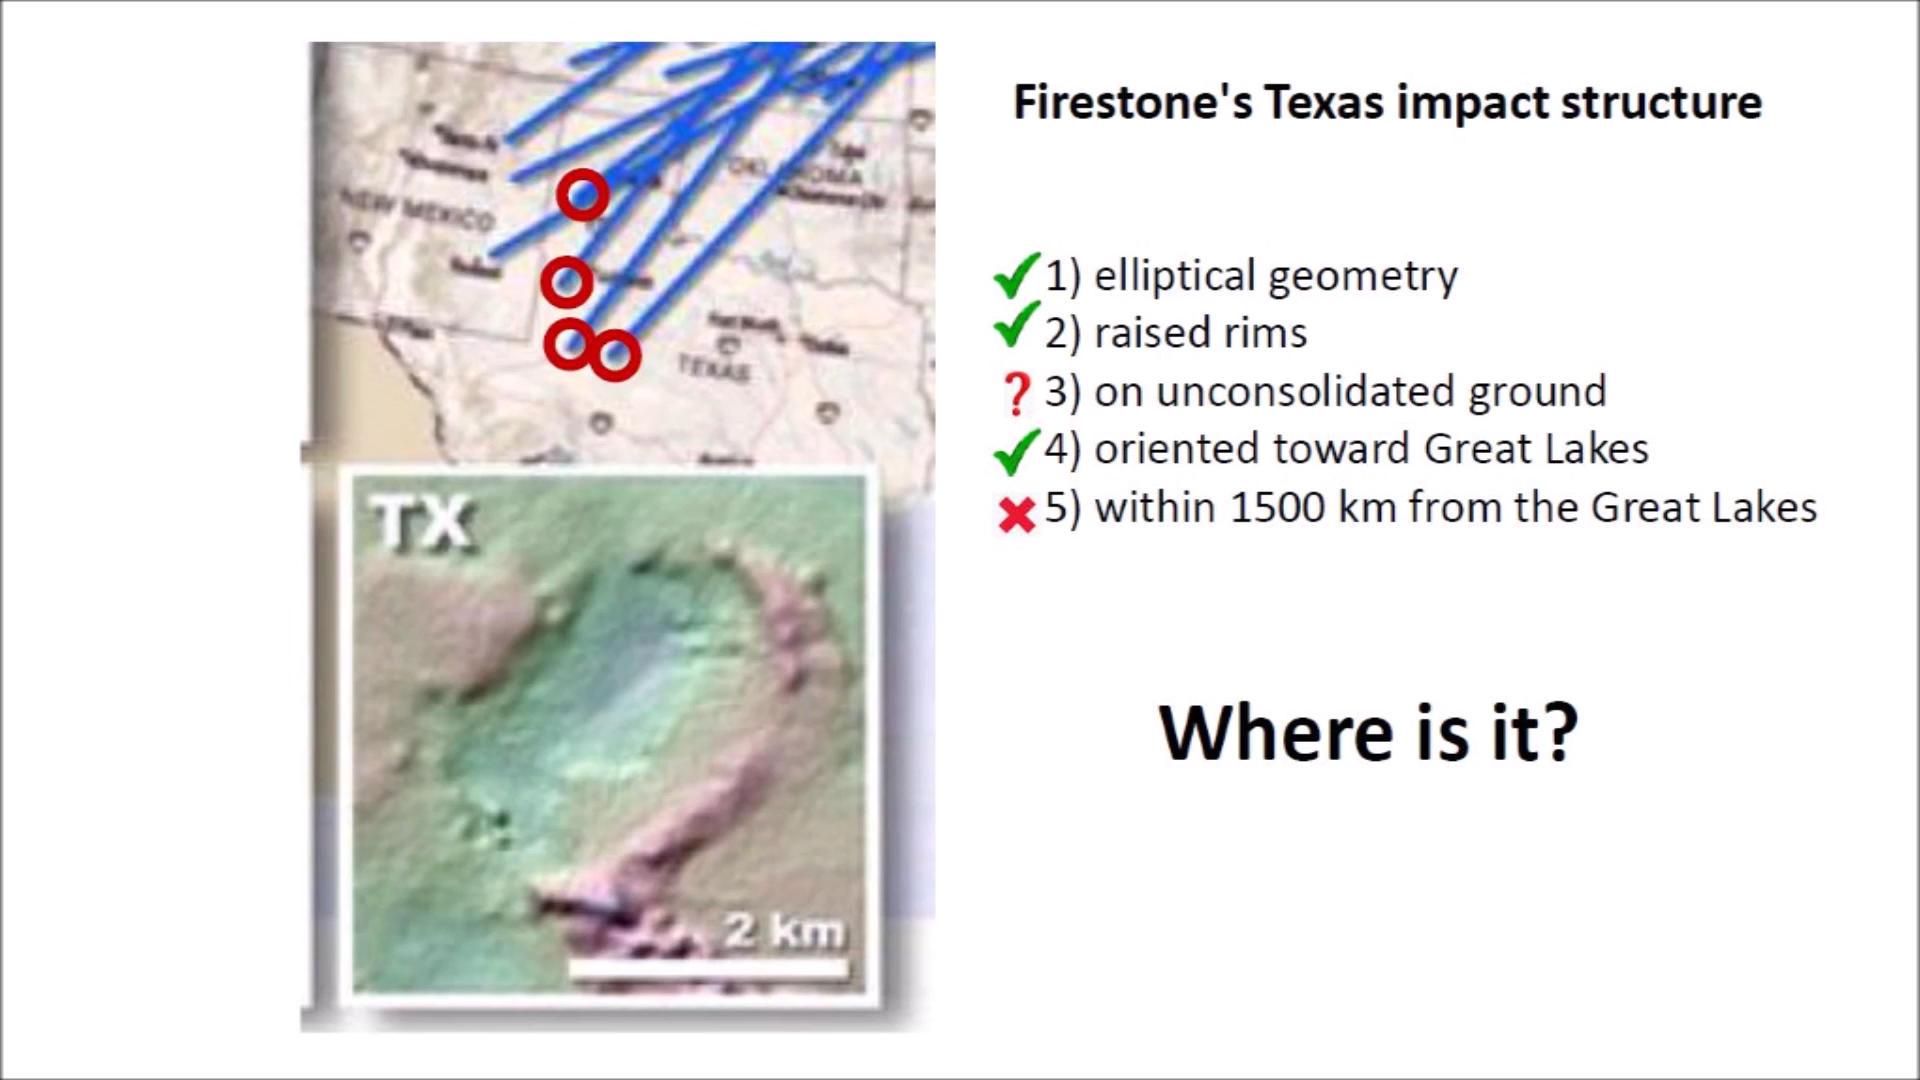 Firestone's Texas impact structure
NEW MEXICO
OKLAHOMA
TEXAS
✔1) elliptical geometry
✔2) raised rims
❓3) on unconsolidated ground
✔4) oriented toward Great Lakes
✖5) within 1500 km from the Great Lakes
TX
2 km
Where is it?